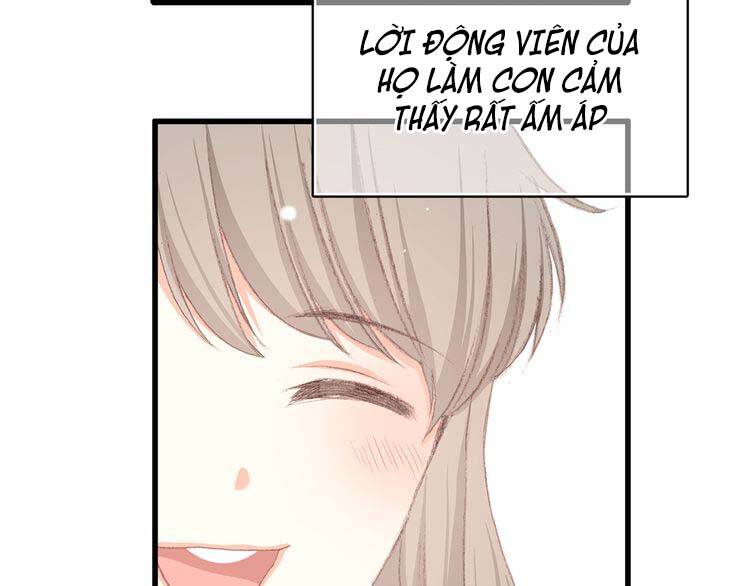 LỜI ĐỘNG VIÊN CỦA
HỌ LÀM CON CẢM
THẤY RẤT ẤM ÁP